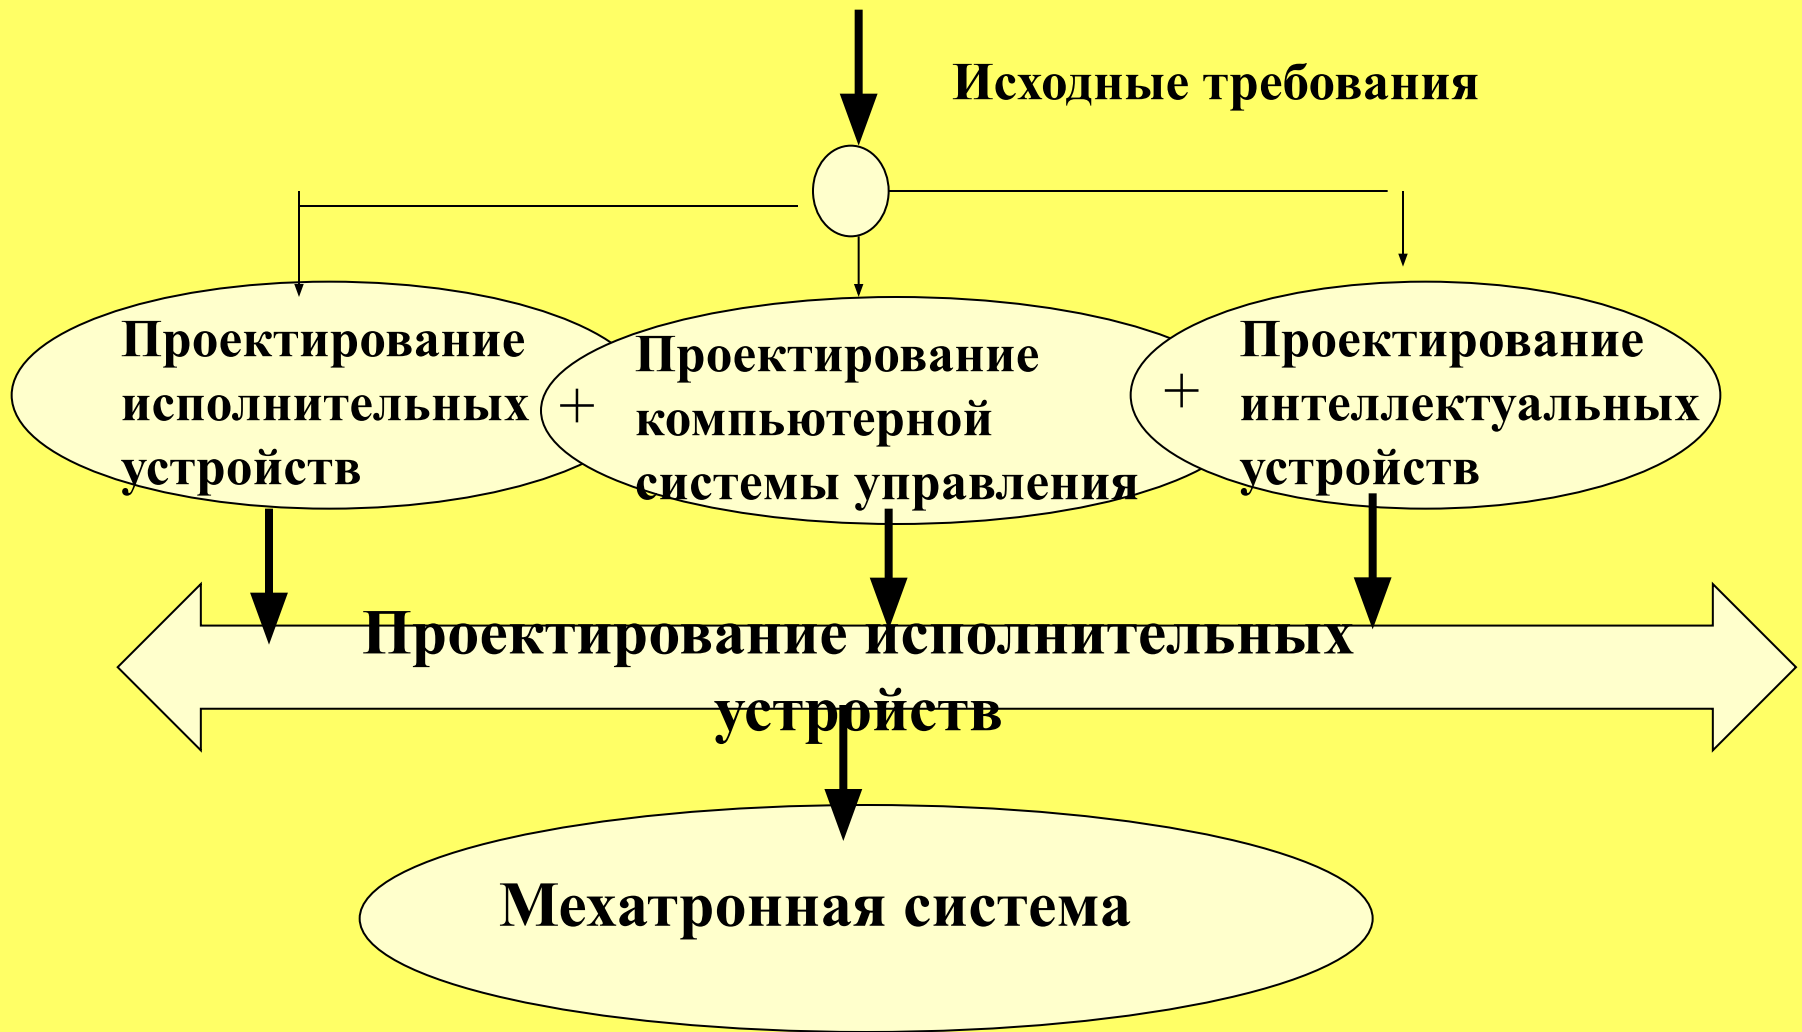 Исходные требования
Проектирование
исполнительных
устройств
+
Проектирование
компьютерной
системы управления
+
Проектирование
интеллектуальных
устройств
Проектирование исполнительных
устройств
Мехатронная система